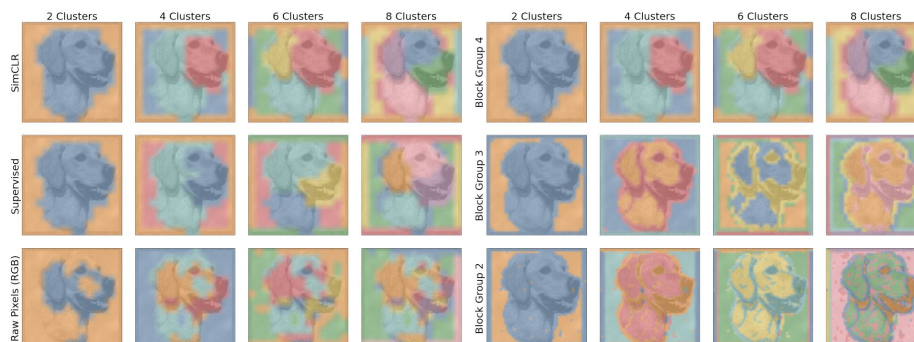 2 Clusters 4 Clusters 6 Clusters 8 Clusters 2 Clusters 4 Clusters 6 Clusters 8 Clusters
SimCLR
Block Group 4
Supervised
Block Group 3
Raw Pixels (RGB)
Block Group 2